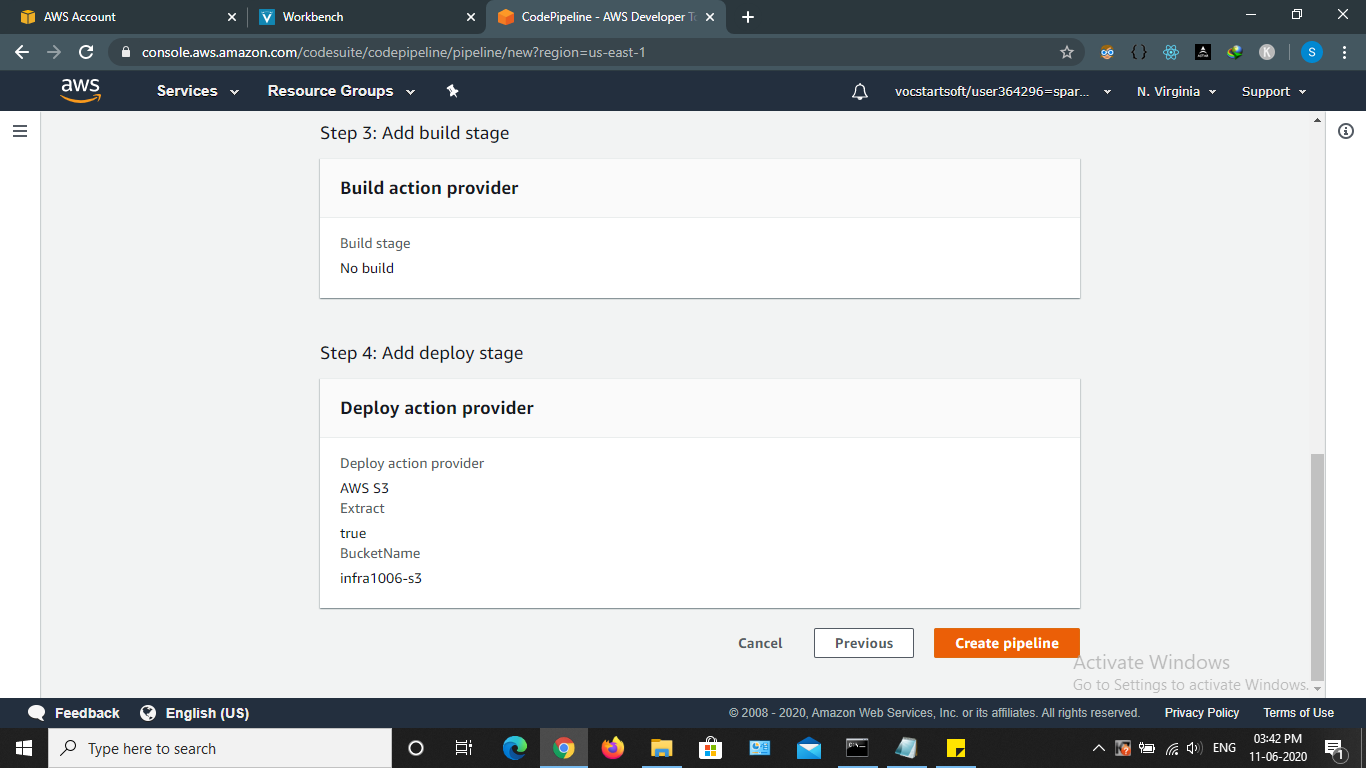 AWS Account
Workbench
CodePipeline - AWS Developer To
console.aws.amazon.com/codesuite/codepipeline/pipeline/new?region=us-east-1
S
K
aws
Services
Resource Groups
vocstartsoft/user364296=spar...
N. Virginia
Support
Step 3: Add build stage
Build action provider
Build stage
No build
Step 4: Add deploy stage
Deploy action provider
Deploy action provider
AWS S3
Extract
true
BucketName
infra1006-s3
Cancel
Previous
Create pipeline
Activate Windows
Go to Settings to activate Windows.
Feedback
English (US)
© 2008 - 2020, Amazon Web Services, Inc. or its affiliates. All rights reserved.
Privacy Policy
Terms of Use
Type here to search
ENG
03:42 PM
11-06-2020
1